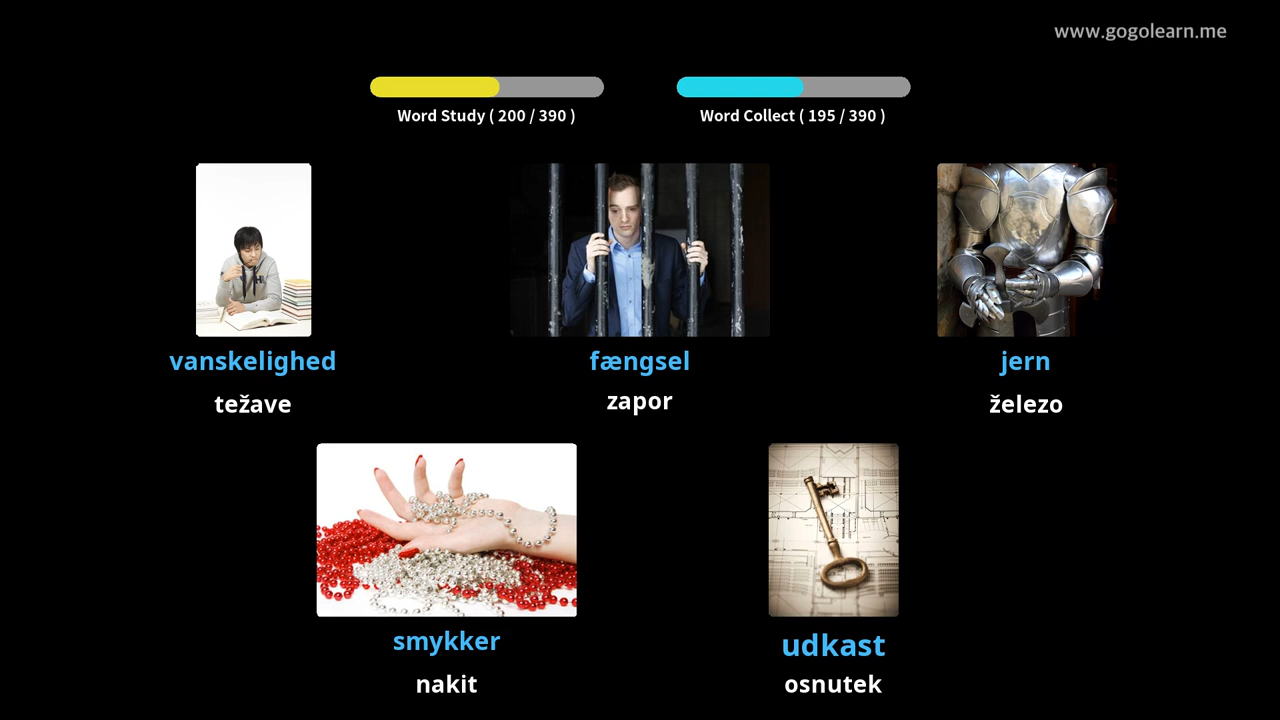 www.gogolearn.me
Word Study ( 200 / 390 )
Word Collect ( 195 / 390 )
vanskelighed
fængsel
jern
težave
zapor
železo
smykker
udkast
nakit
osnutek